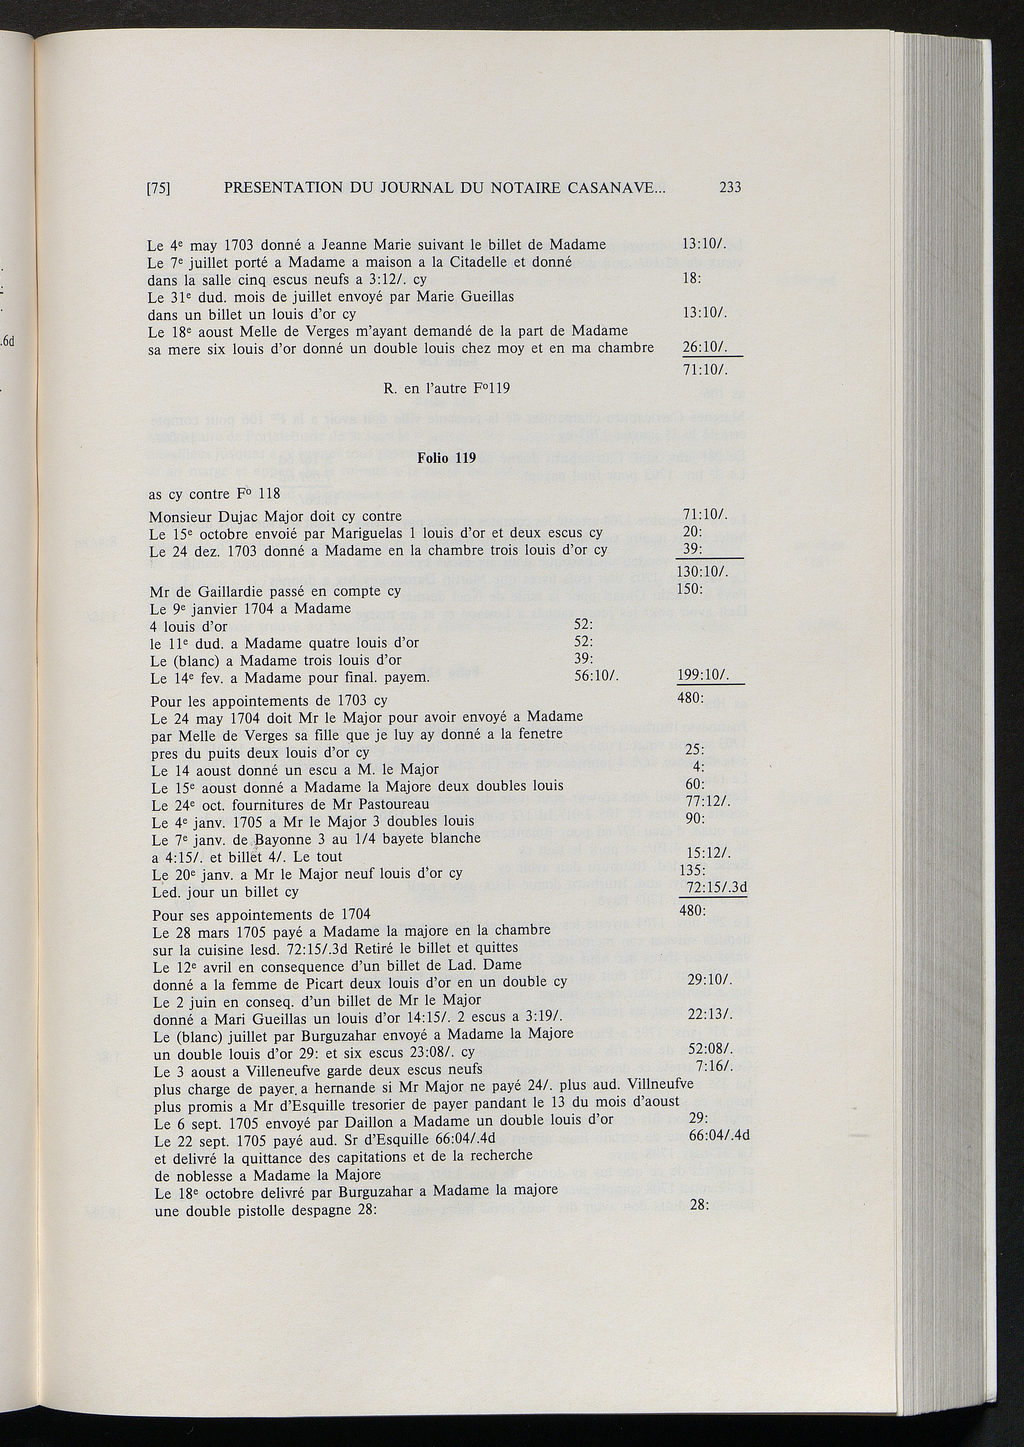 [75] PRESENTATION DU JOURNAL DU NOTAIRE CASANAVE... 233
.6d
Le 4e may 1703 donné a Jeanne Marie suivant le billet de Madame 13:10/.
Le 7e juillet porté a Madame a maison a la Citadelle et donné
dans la salle cinq escus neufs a 3:12/. cy 18:
Le 31e dud. mois de juillet envoyé par Marie Gueillas
dans un billet un louis d'or cy 13:10/.
Le 18e aoust Melle de Verges m'ayant demandé de la part de Madame
sa mere six louis d'or donné un double louis chez moy et en ma chambre 26:10/.
71:10/.
R. en l'autre Fo119
Folio 119
as cy contre Fo 118
Monsieur Dujac Major doit cy contre 71:10/.
Le 15e octobre envoié par Mariguelas 1 louis d'or et deux escus cy 20:
Le 24 dez. 1703 donné a Madame en la chambre trois louis d'or cy 39:
130:10/.
Mr de Gaillardie passé en compte cy 150:
Le 9e janvier 1704 a Madame
4 louis d'or 52:
le 11e dud. a Madame quatre louis d'or 52:
Le (blanc) a Madame trois louis d'or 39:
Le 14e fev. a Madame pour final. payem. 56:10/. 199:10/.
Pour les appointements de 1703 cy 480:
Le 24 may 1704 doit Mr le Major pour avoir envoyé a Madame
par Melle de Verges sa fille que je luy ay donné a la fenetre
pres du puits deux louis d'or cy 25:
Le 14 aoust donné un escu a M. le Major 4:
Le 15e aoust donné a Madame la Majore deux doubles louis 60:
Le 24e oct. fournitures de Mr Pastoureau 77:12/.
Le 4e janv. 1705 a Mr le Major 3 doubles louis 90:
Le 7e janv. de Bayonne 3 au 1/4 bayete blanche
a 4:15/. et billet 4/. Le tout 15:12/.
Le 20e janv. a Mr le Major neuf louis d'or cy 135:
Led. jour un billet cy 72:15/.3d
Pour ses appointements de 1704 480:
Le 28 mars 1705 payé a Madame la majore en la chambre
sur la cuisine lesd. 72:15/.3d Retiré le billet et quittes
Le 12e avril en consequence d'un billet de Lad. Dame
donné a la femme de Picart deux louis d'or en un double cy 29:10/.
Le 2 juin en conseq. d'un billet de Mr le Major
donné a Mari Gueillas un louis d'or 14:15/. 2 escus a 3:19/. 22:13/.
Le (blanc) juillet par Burguzahar envoyé a Madame la Majore
un double louis d'or 29: et six escus 23:08/. cy 52:08/.
Le 3 aoust a Villeneufve garde deux escus neufs 7:16/.
plus charge de payer a hernande si Mr Major ne payé 24/. plus aud. Villneufve
plus promis a Mr d'Esquille tresorier de payer pandant le 13 du mois d'aoust
Le 6 sept. 1705 envoyé par Daillon a Madame un double louis d'or 29:
Le 22 sept. 1705 payé aud. Sr d'Esquille 66:04/.4d 66:04/.4d
et delivré la quittance des capitations et de la recherche
de noblesse a Madame la Majore
Le 18e octobre delivré par Burguzahar a Madame la majore
une double pistolle despagne 28: 28: